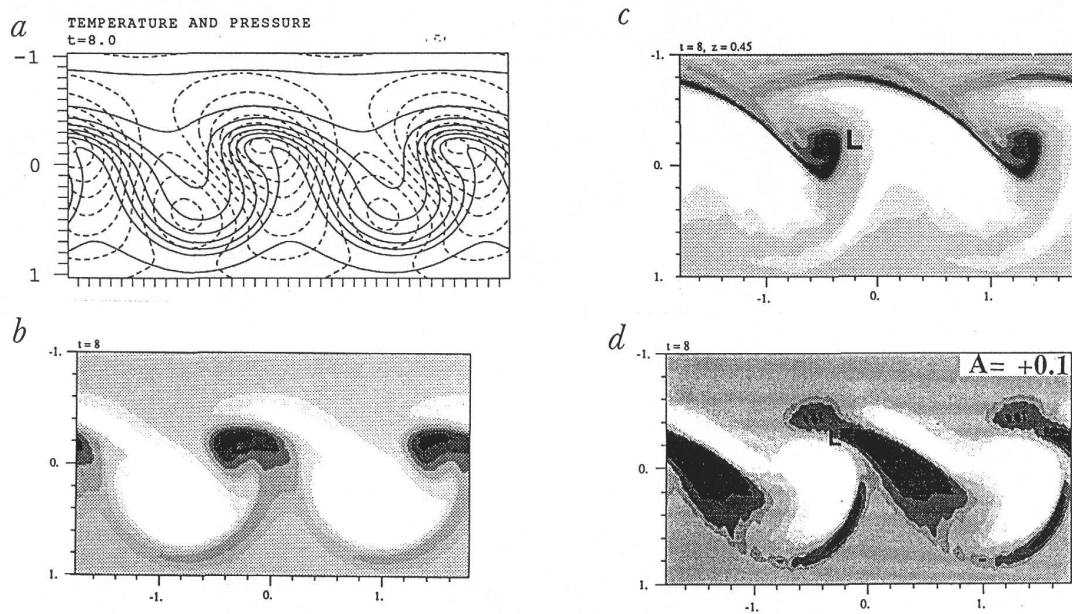 a
TEMPERATURE AND PRESSURE
t=8.0
-1
0
1
b
t = 8
-1.
0.
1.
-1.
0.
1.
c
t = 8, z = 0.45
-1.
0.
1.
L
-1.
0.
1.
d
t = 8
A= +0.1
-1.
0.
1.
L
-1.
0.
1.